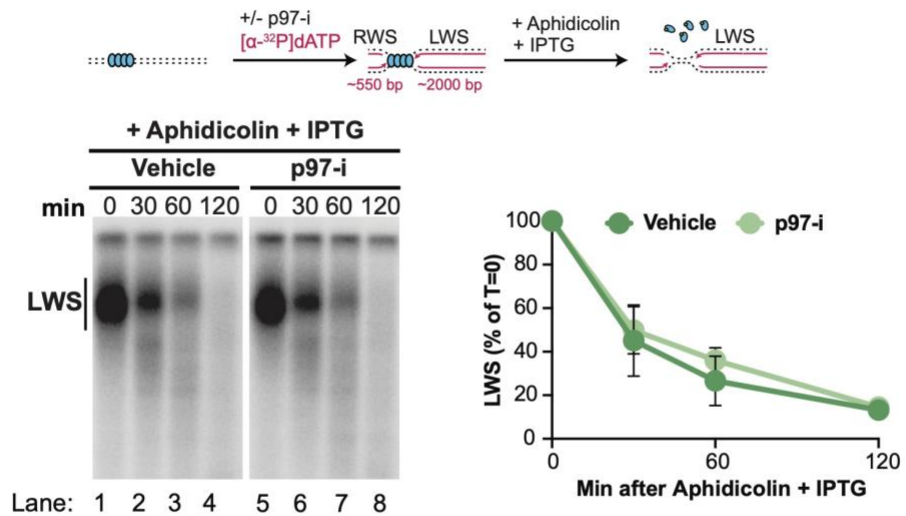 +/- p97-i
[α-³²P]dATP
+ Aphidicolin
+ IPTG
RWS LWS
~550 bp ~2000 bp
LWS
+ Aphidicolin + IPTG
Vehicle p97-i
min 0 30 60 120 0 30 60 120
LWS
Lane: 1 2 3 4 5 6 7 8
Vehicle p97-i
LWS (% of T=0)
100
80
60
40
20
0
0 60 120
Min after Aphidicolin + IPTG